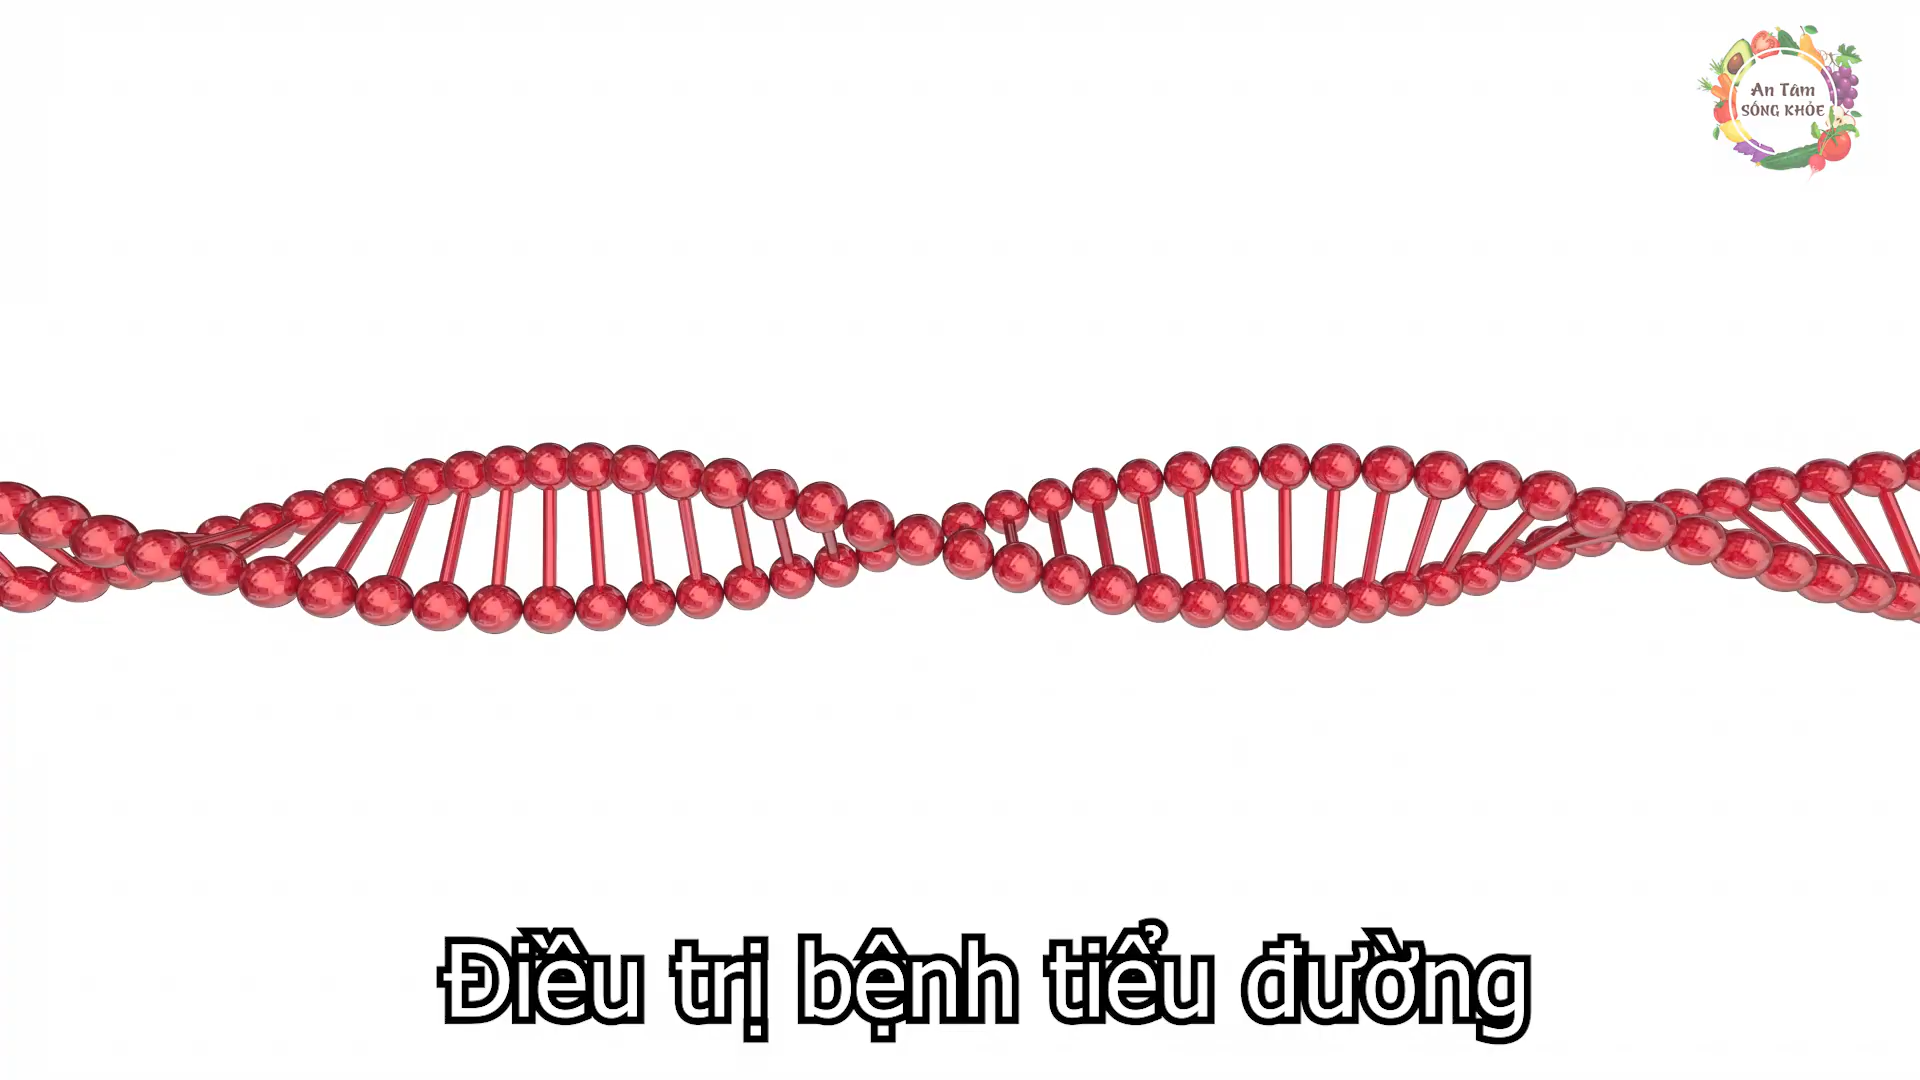 An Tâm
SỐNG KHỎE
Điều trị bệnh tiểu đường